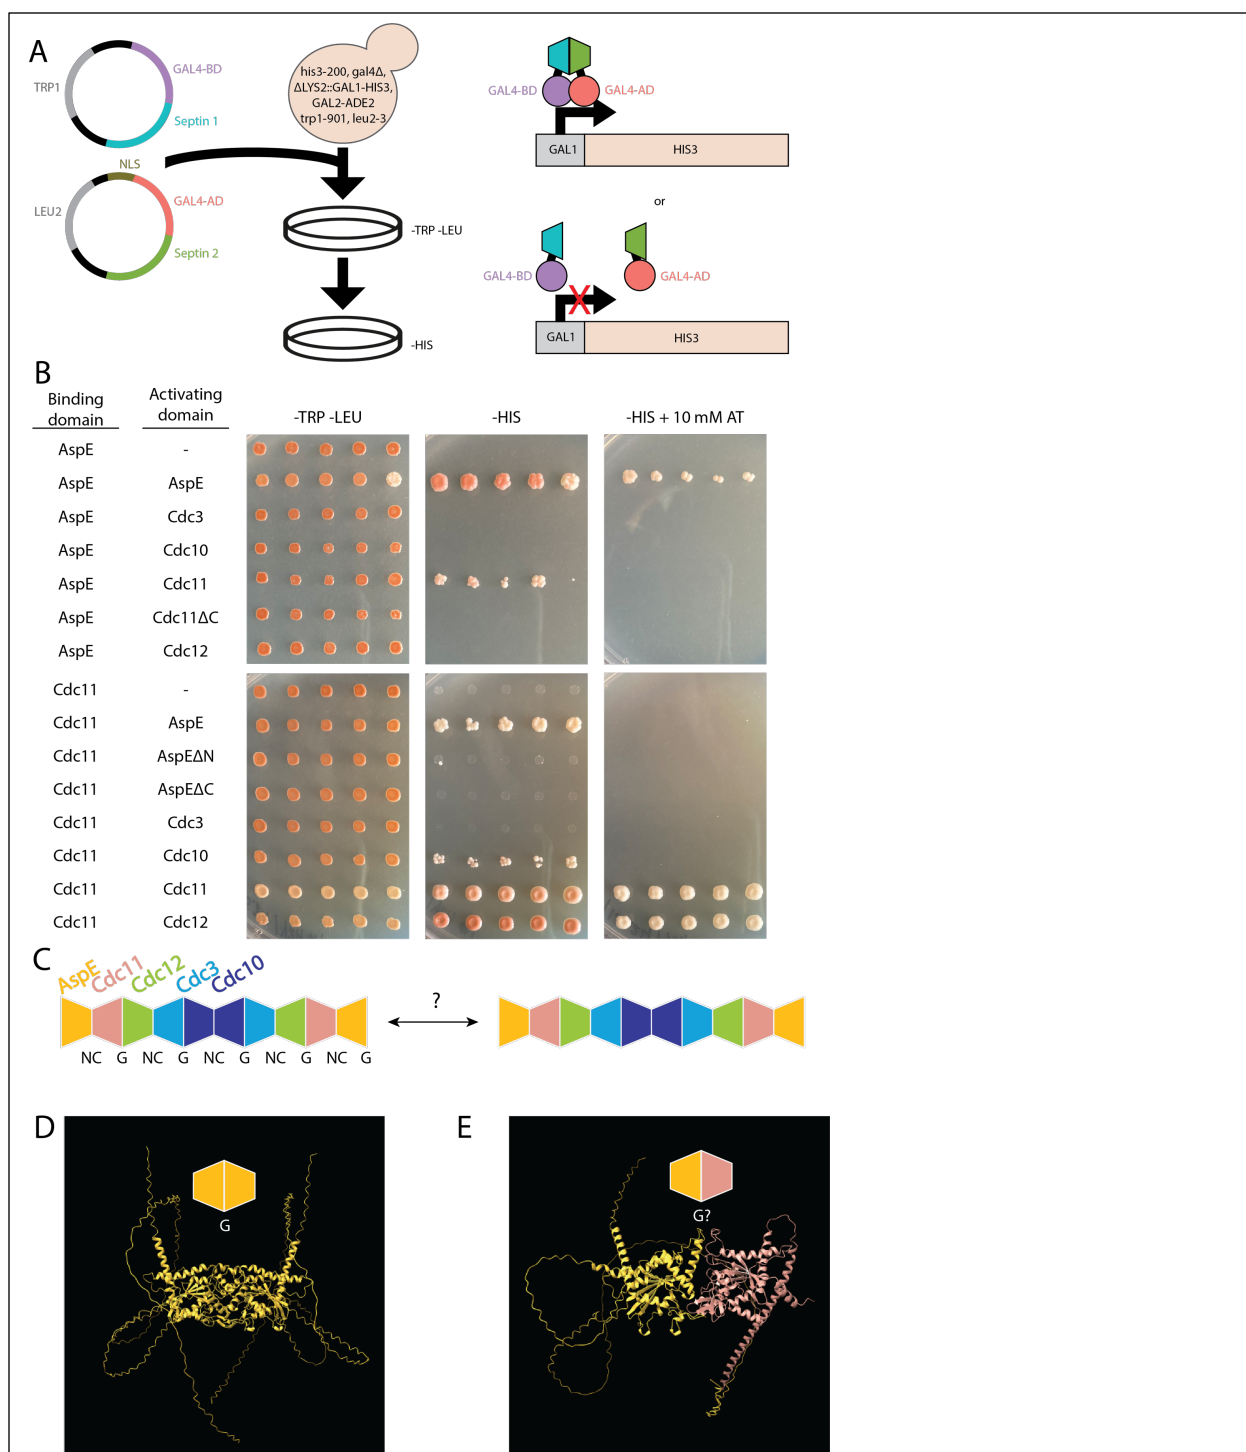 A
TRP1
GAL4-BD
Septin 1
NLS
LEU2
GAL4-AD
Septin 2
his3-200, gal4Δ,
ΔLYS2::GAL1-HIS3,
GAL2-ADE2
trp1-901, leu2-3
-TRP -LEU
-HIS
GAL4-BD
GAL4-AD
GAL1
HIS3
or
GAL4-BD
GAL4-AD
X
GAL1
HIS3
B
Binding domain
Activating domain
-TRP -LEU
-HIS
-HIS + 10 mM AT
AspE -
AspE AspE
AspE Cdc3
AspE Cdc10
AspE Cdc11
AspE Cdc11ΔC
AspE Cdc12
Cdc11 -
Cdc11 AspE
Cdc11 AspEΔN
Cdc11 AspEΔC
Cdc11 Cdc3
Cdc11 Cdc10
Cdc11 Cdc11
Cdc11 Cdc12
C
AspE
Cdc11
Cdc12
Cdc3
Cdc10
NC G NC G NC G NC G NC G
?
D
G
E
G?